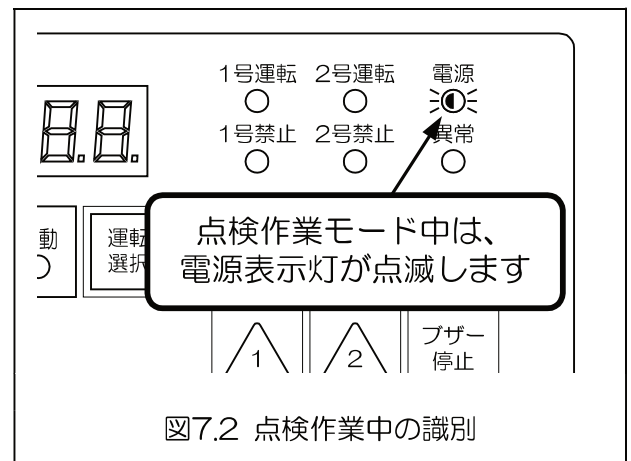 1号運転 2号運転 電源
1号禁止 2号禁止 異常
8.8.
動
運転
選択
点検作業モード中は、
電源表示灯が点滅します
1 2
ブザー
停止
図7.2 点検作業中の識別